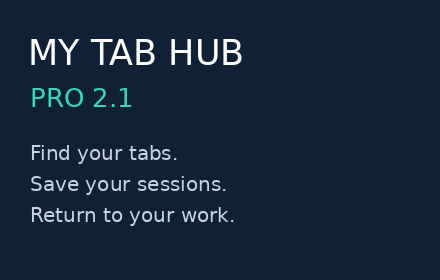 MY TAB HUB
PRO 2.1
Find your tabs.
Save your sessions.
Return to your work.